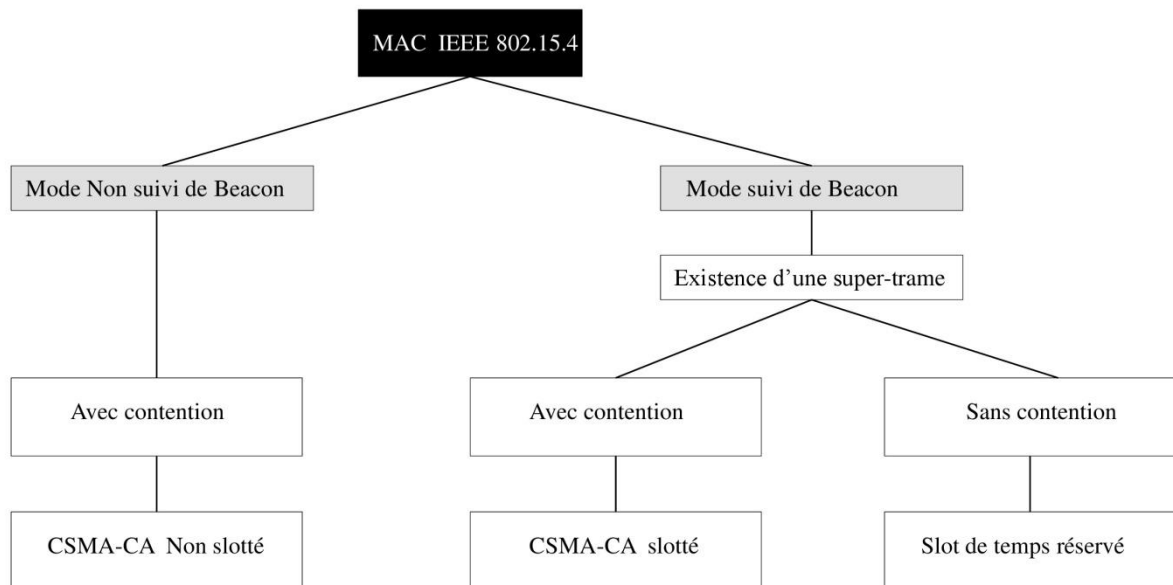 MAC IEEE 802.15.4
Mode Non suivi de Beacon
Mode suivi de Beacon
Existence d'une super-trame
Avec contention
Avec contention
Sans contention
CSMA-CA Non slotté
CSMA-CA slotté
Slot de temps réservé